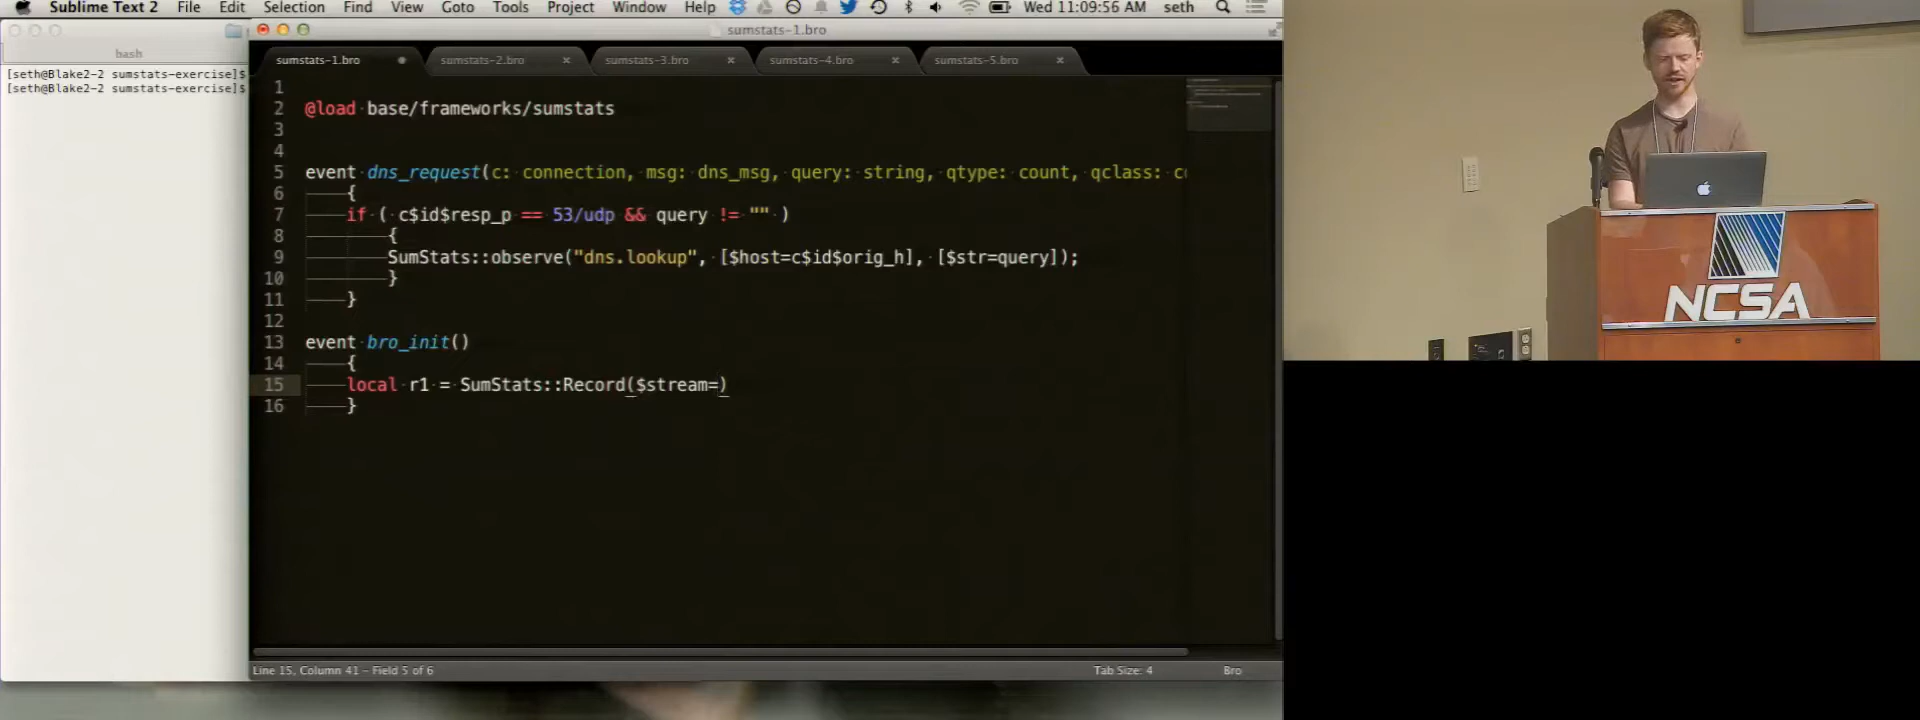 Sublime Text 2 File Edit Selection Find View Goto Tools Project Window Help Wed 11:09:56 AM seth
bash
[seth@Blake2-2 sumstats-exercise]$
[seth@Blake2-2 sumstats-exercise]$
sumstats-1.bro
sumstats-1.bro sumstats-2.bro sumstats-3.bro sumstats-4.bro sumstats-5.bro
1
2 @load base/frameworks/sumstats
3
4
5 event dns_request(c: connection, msg: dns_msg, query: string, qtype: count, qclass: c
6 {
7 if ( c$id$resp_p == 53/udp && query != "" )
8 {
9 SumStats::observe("dns.lookup", [$host=c$id$orig_h], [$str=query]);
10 }
11 }
12
13 event bro_init()
14 {
15 local r1 = SumStats::Record($stream=)
16 }
Line 15, Column 41 – Field 5 of 6 Tab Size: 4 Bro
NCSA